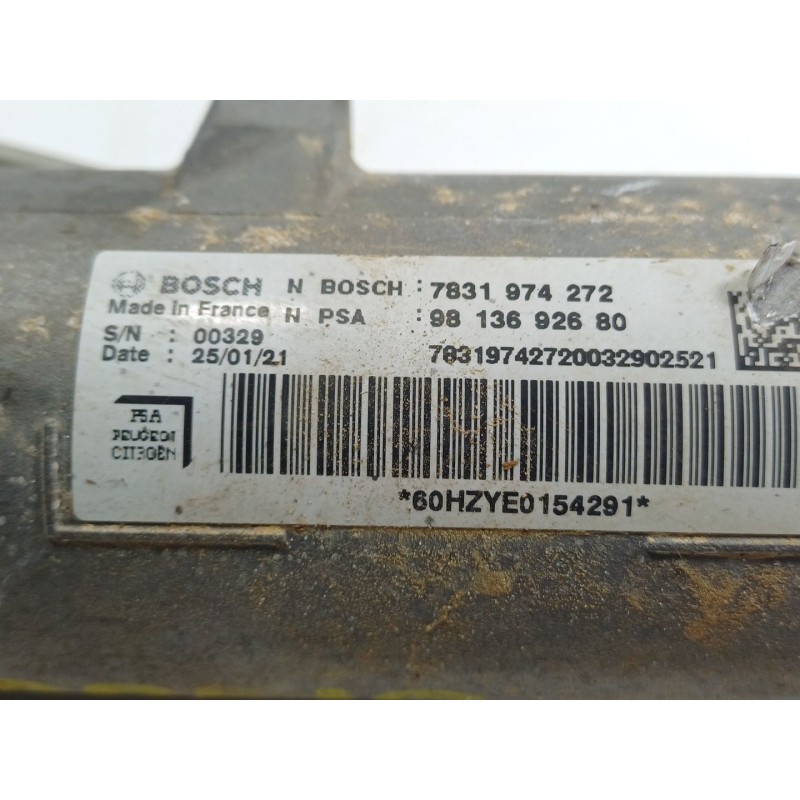 BOSCH N BOSCH : 7831 974 272
Made In France N PSA : 98 136 926 80
S/N : 00329
Date : 25/01/21 78319742720032902521
PSA
PEUGEOT
CITROËN
*60HZYE0154291*